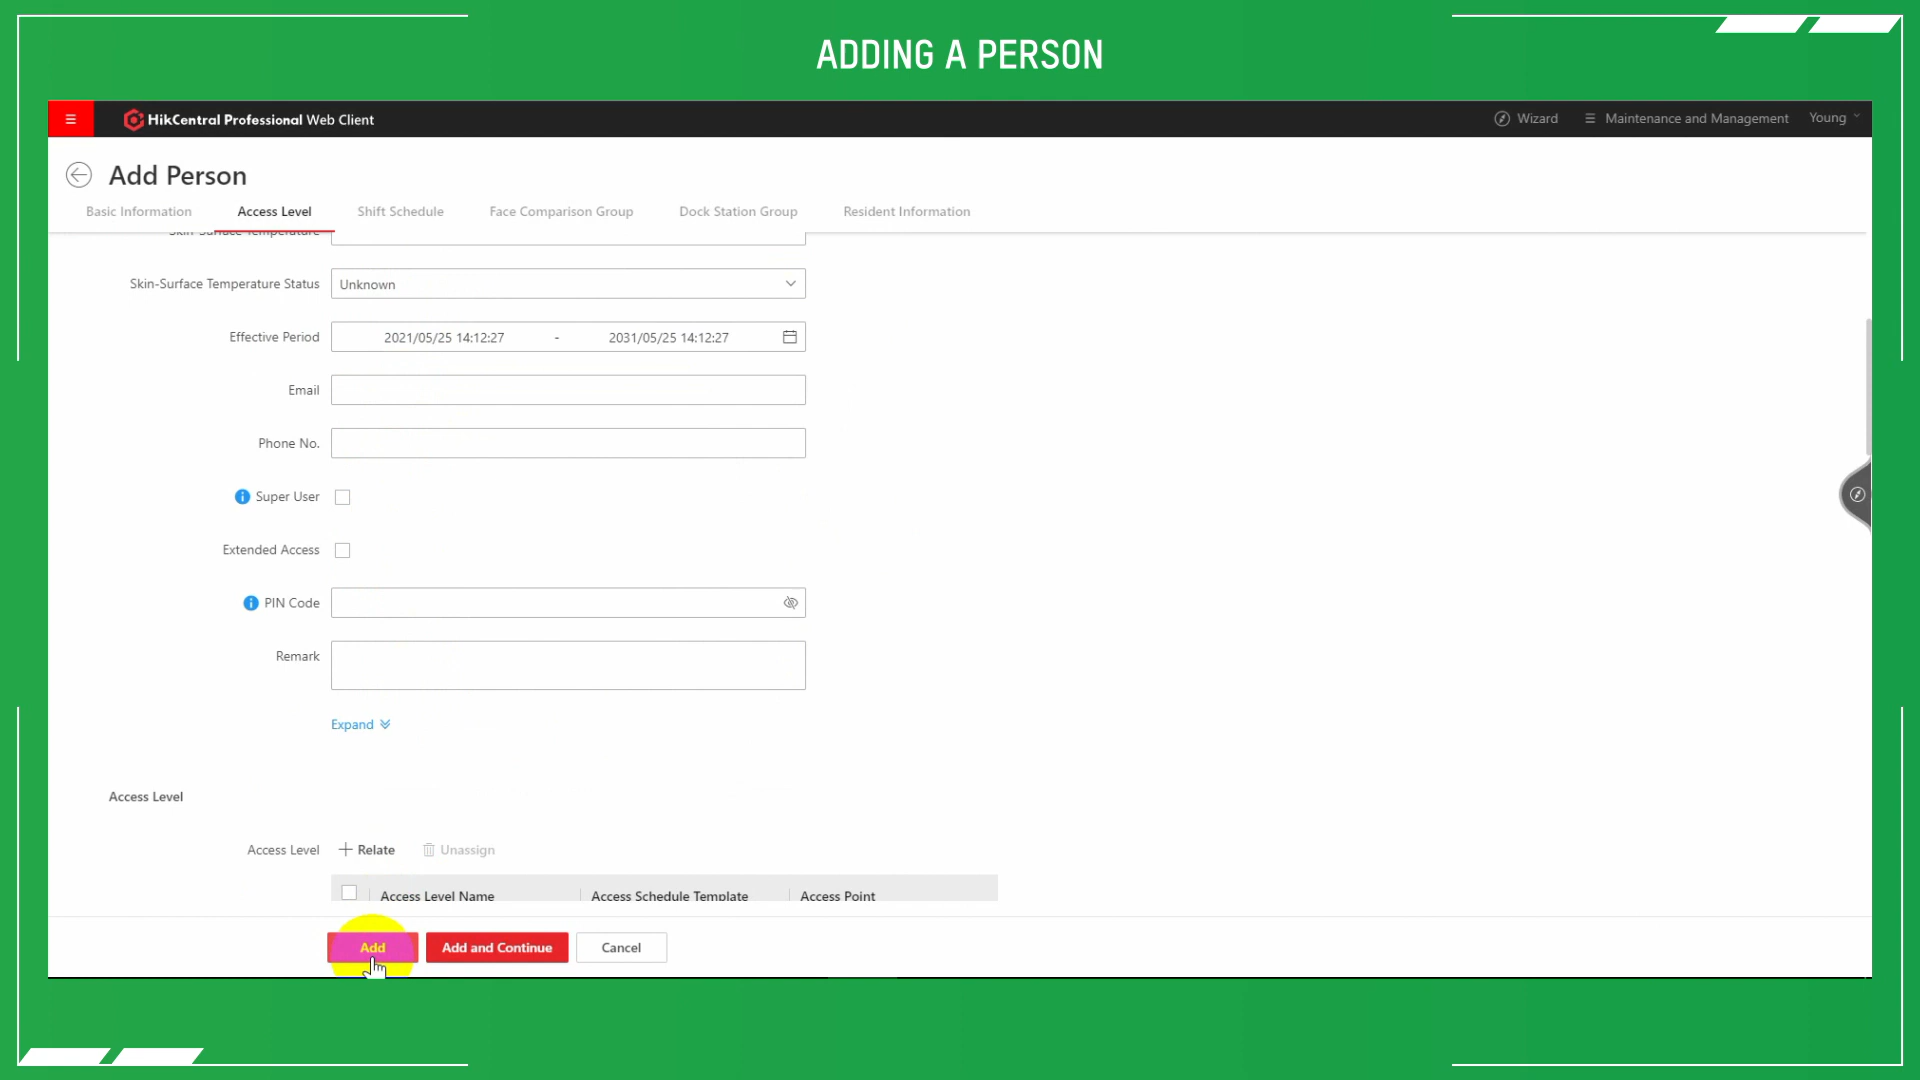 ADDING A PERSON
☰ HikCentral Professional Web Client Wizard ☰ Maintenance and Management Young
Add Person
Basic Information Access Level Shift Schedule Face Comparison Group Dock Station Group Resident Information
Skin-Surface Temperature
Skin-Surface Temperature Status Unknown
Effective Period 2021/05/25 14:12:27 - 2031/05/25 14:12:27
Email
Phone No.
Super User
Extended Access
PIN Code
Remark
Expand
Access Level
Access Level + Relate Unassign
Access Level Name Access Schedule Template Access Point
Add Add and Continue Cancel